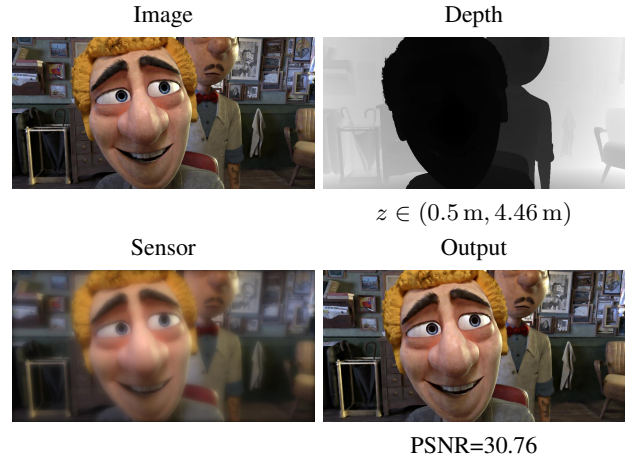 Image
Depth
z ∈ (0.5 m, 4.46 m)
Sensor
Output
PSNR=30.76